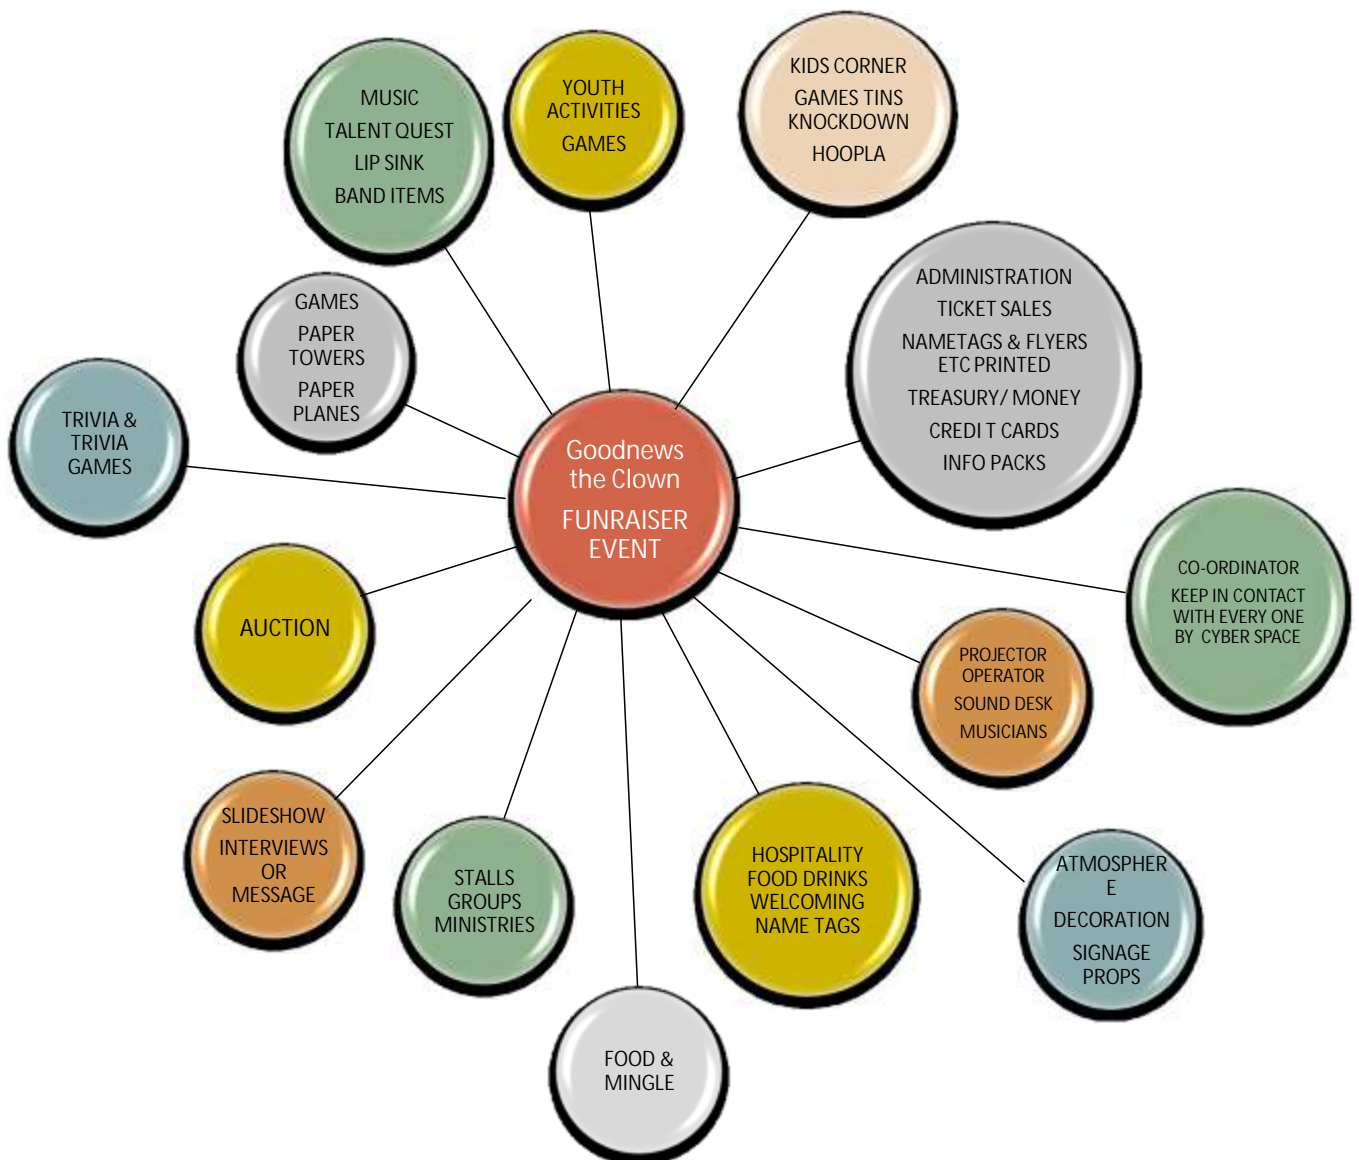 MUSIC
TALENT QUEST
LIP SINK
BAND ITEMS
YOUTH
ACTIVITIES
GAMES
KIDS CORNER
GAMES TINS
KNOCKDOWN
HOOPLA
ADMINISTRATION
TICKET SALES
NAMETAGS & FLYERS
ETC PRINTED
TREASURY/ MONEY
CREDI T CARDS
INFO PACKS
GAMES
PAPER
TOWERS
PAPER
PLANES
TRIVIA &
TRIVIA
GAMES
Goodnews
the Clown
FUNRAISER
EVENT
CO-ORDINATOR
KEEP IN CONTACT
WITH EVERY ONE
BY CYBER SPACE
AUCTION
PROJECTOR
OPERATOR
SOUND DESK
MUSICIANS
SLIDESHOW
INTERVIEWS
OR
MESSAGE
STALLS
GROUPS
MINISTRIES
HOSPITALITY
FOOD DRINKS
WELCOMING
NAME TAGS
ATMOSPHER
E
DECORATION
SIGNAGE
PROPS
FOOD &
MINGLE